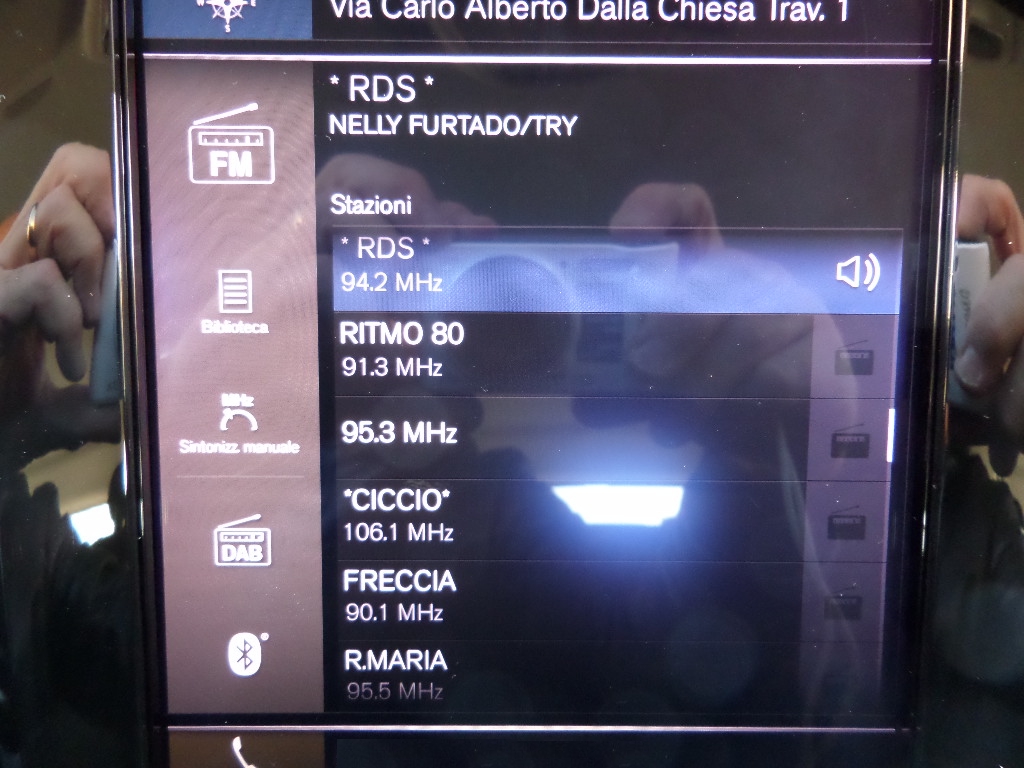 Via Carlo Alberto Dalla Chiesa Trav. 1
* RDS *
NELLY FURTADO/TRY
FM
Stazioni
* RDS *
94.2 MHz
Biblioteca
RITMO 80
91.3 MHz
MHz
Sintonizz. manuale
95.3 MHz
*CICCIO*
106.1 MHz
DAB
FRECCIA
90.1 MHz
R.MARIA
95.5 MHz